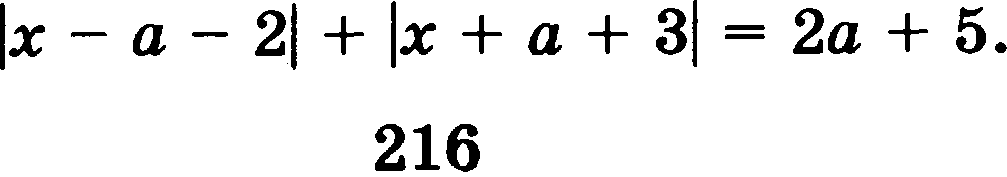 |x − a − 2| + |x + a + 3| = 2a + 5.
216